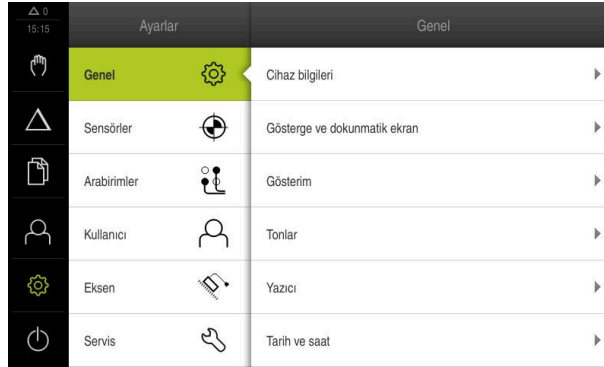 0
15:15
Ayarlar
Genel
Genel
Sensörler
Arabirimler
Kullanıcı
Eksen
Servis
Cihaz bilgileri
Gösterge ve dokunmatik ekran
Gösterim
Tonlar
Yazıcı
Tarih ve saat